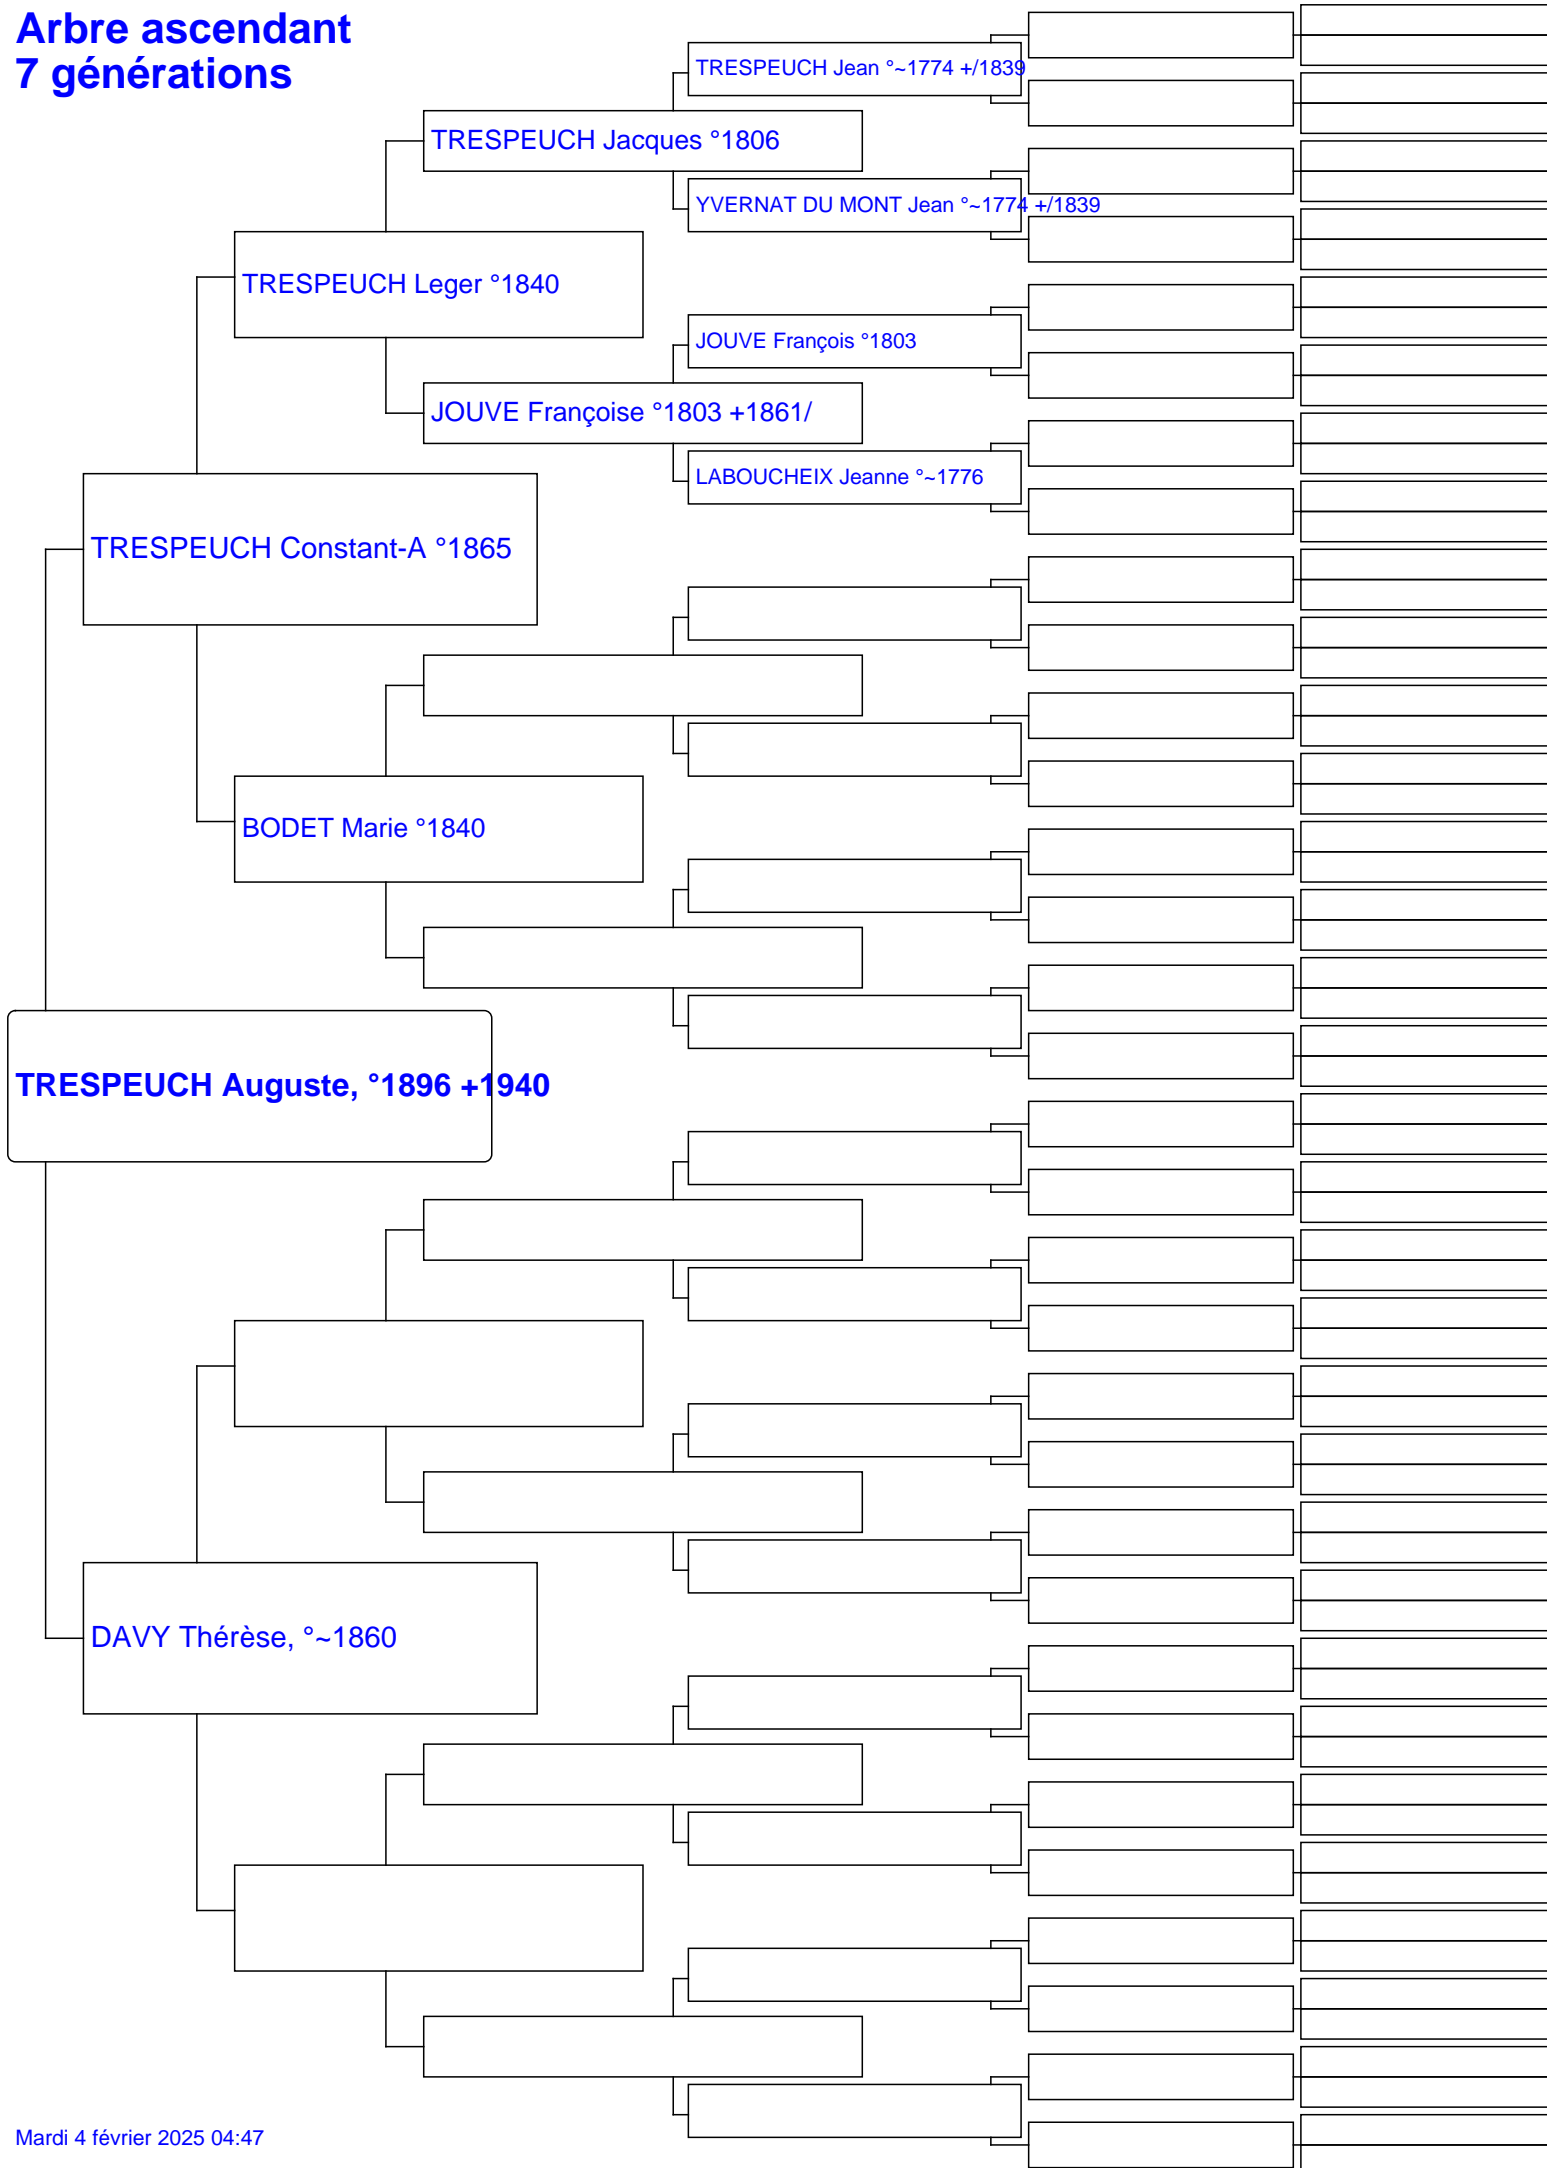 Arbre ascendant
7 générations
TRESPEUCH Jean °~1774 +/1839
TRESPEUCH Jacques °1806
YVERNAT DU MONT Jean °~1774 +/1839
TRESPEUCH Leger °1840
JOUVE François °1803
JOUVE Françoise °1803 +1861/
LABOUCHEIX Jeanne °~1776
TRESPEUCH Constant-A °1865
BODET Marie °1840
TRESPEUCH Auguste, °1896 +1940
DAVY Thérèse, °~1860
Mardi 4 février 2025 04:47